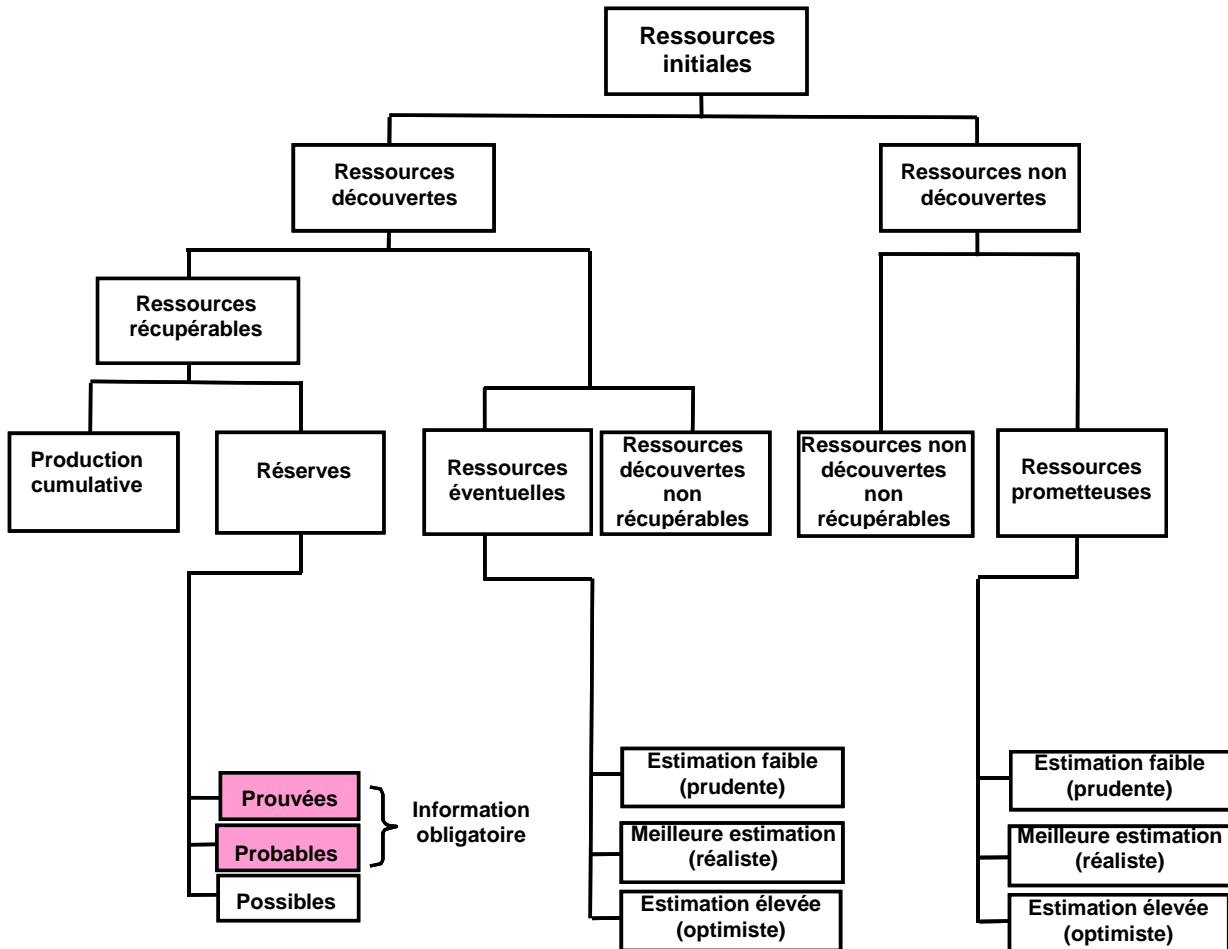 Ressources
initiales
Ressources
découvertes
Ressources non
découvertes
Ressources
récupérables
Production
cumulative
Réserves
Ressources
éventuelles
Ressources
découvertes
non
récupérables
Ressources non
découvertes
non
récupérables
Ressources
prometteuses
Prouvées
Probables
Possibles
Information
obligatoire
Estimation faible
(prudente)
Meilleure estimation
(réaliste)
Estimation élevée
(optimiste)
Estimation faible
(prudente)
Meilleure estimation
(réaliste)
Estimation élevée
(optimiste)